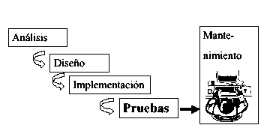 Análisis
Diseño
Implementación
Pruebas
Mante-
nimiento